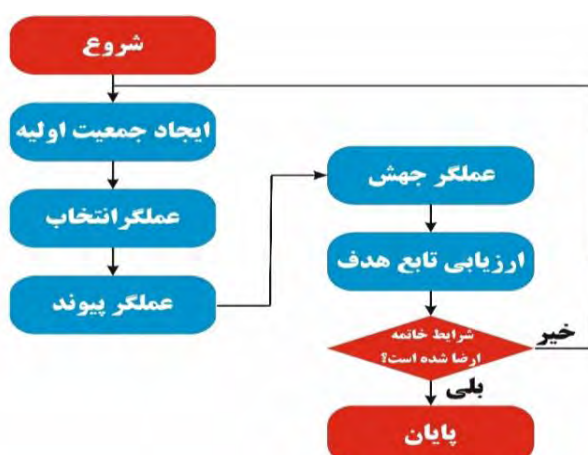 شروع
ایجاد جمعیت اولیه
عملگرانتخاب
عملگر پیوند
عملگر جهش
ارزیابی تابع هدف
شرایط خاتمه
ارضا شده است؟
خیر
بلی
پایان